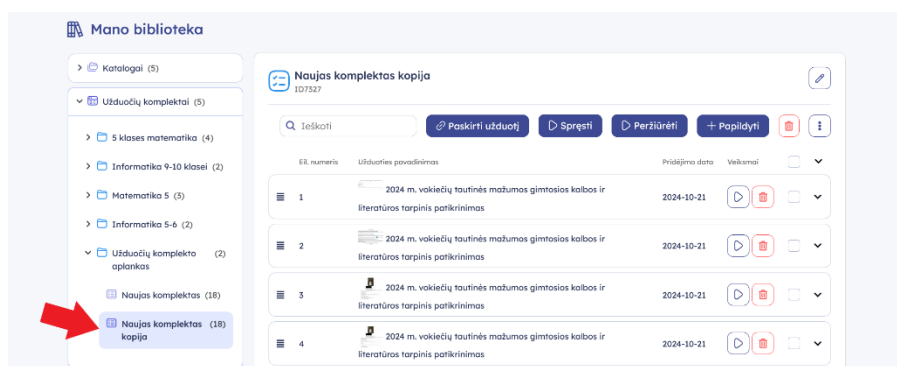 Mano biblioteka
Katalogai (5)
Užduočių komplektai (5)
5 klases matematika (4)
Informatika 9-10 klasei (2)
Matematika 5 (3)
Informatika 5-6 (2)
Užduočių komplekto (2)
aplankas
Naujas komplektas (18)
Naujas komplektas (18)
kopija
Naujas komplektas kopija
ID7327
Ieškoti
Paskirti užduotį
Spręsti
Peržiūrėti
Papildyti
Eil. numeris Užduoties pavadinimas Pridėjimo data Veiksmai
1 2024 m. vokiečių tautinės mažumos gimtosios kalbos ir 2024-10-21
literatūros tarpinis patikrinimas
2 2024 m. vokiečių tautinės mažumos gimtosios kalbos ir 2024-10-21
literatūros tarpinis patikrinimas
3 2024 m. vokiečių tautinės mažumos gimtosios kalbos ir 2024-10-21
literatūros tarpinis patikrinimas
4 2024 m. vokiečių tautinės mažumos gimtosios kalbos ir 2024-10-21
literatūros tarpinis patikrinimas